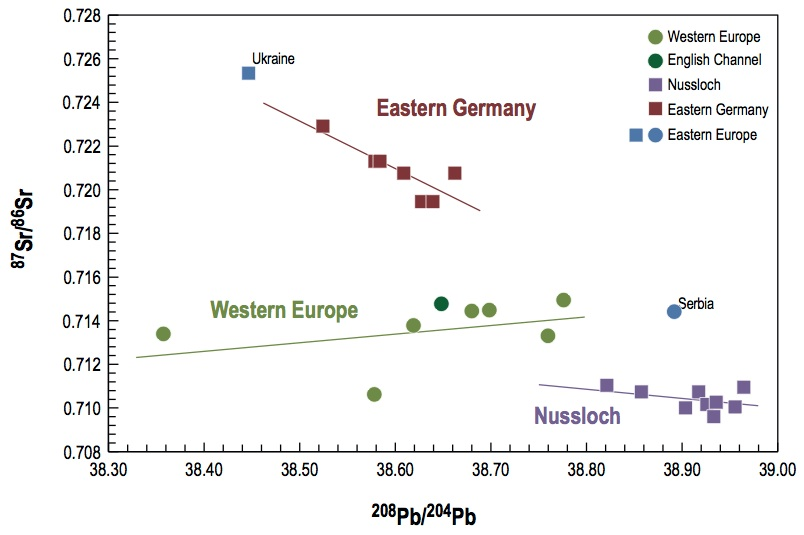 0.728
0.726
0.724
0.722
0.720
0.718
0.716
0.714
0.712
0.710
0.708
⁸⁷Sr/⁸⁶Sr
Ukraine
Eastern Germany
Western Europe
English Channel
Nussloch
Eastern Germany
Eastern Europe
Western Europe
Serbia
Nussloch
38.30 38.40 38.50 38.60 38.70 38.80 38.90 39.00
²⁰⁸Pb/²⁰⁴Pb